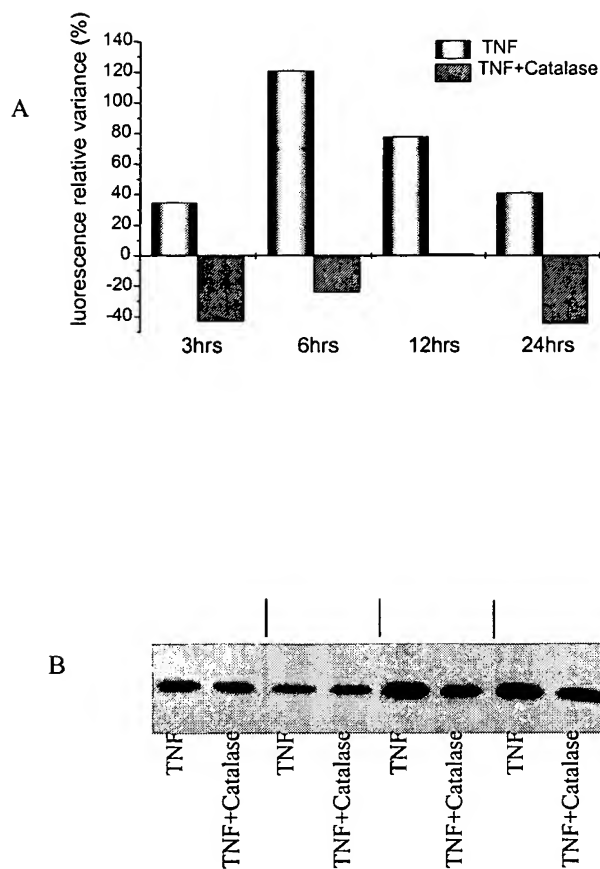 A
luorescence relative variance (%)
140
120
100
80
60
40
20
0
-20
-40
TNF
TNF+Catalase
3hrs
6hrs
12hrs
24hrs
B
TNF
TNF+Catalase
TNF
TNF+Catalase
TNF
TNF+Catalase
TNF
TNF+Catalase